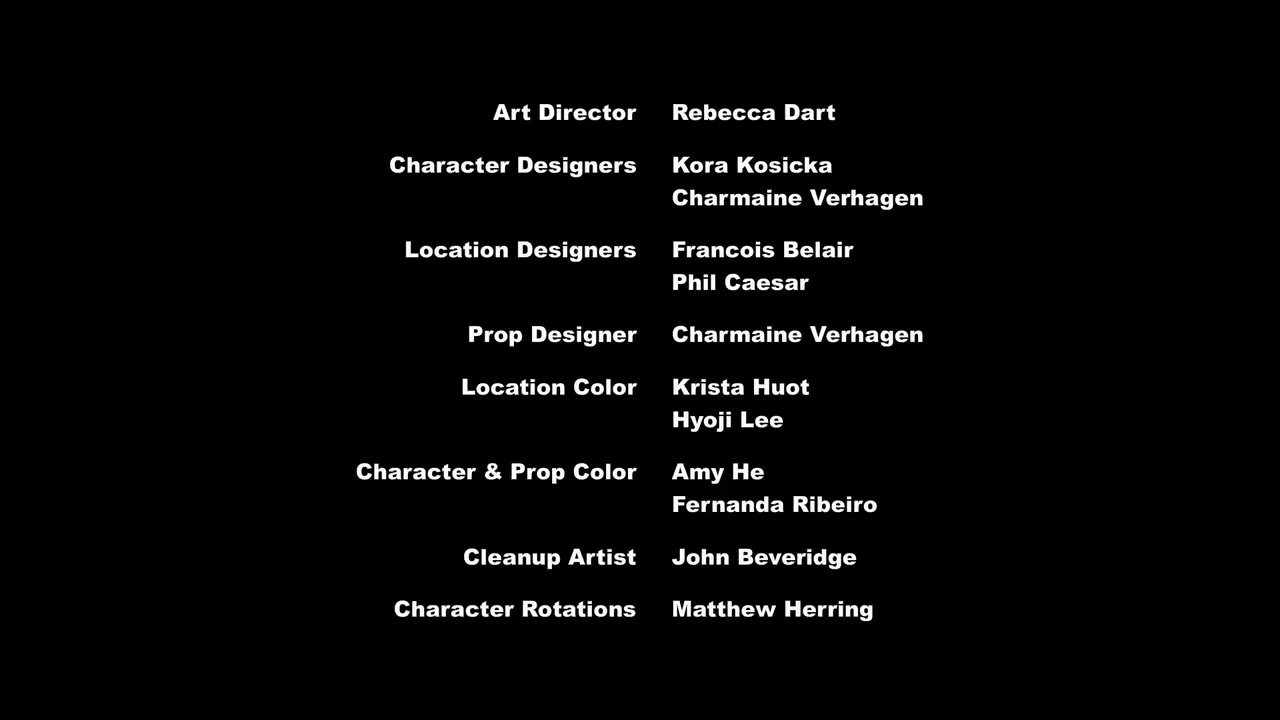 Art Director Rebecca Dart
Character Designers Kora Kosicka
Charmaine Verhagen
Location Designers Francois Belair
Phil Caesar
Prop Designer Charmaine Verhagen
Location Color Krista Huot
Hyoji Lee
Character & Prop Color Amy He
Fernanda Ribeiro
Cleanup Artist John Beveridge
Character Rotations Matthew Herring